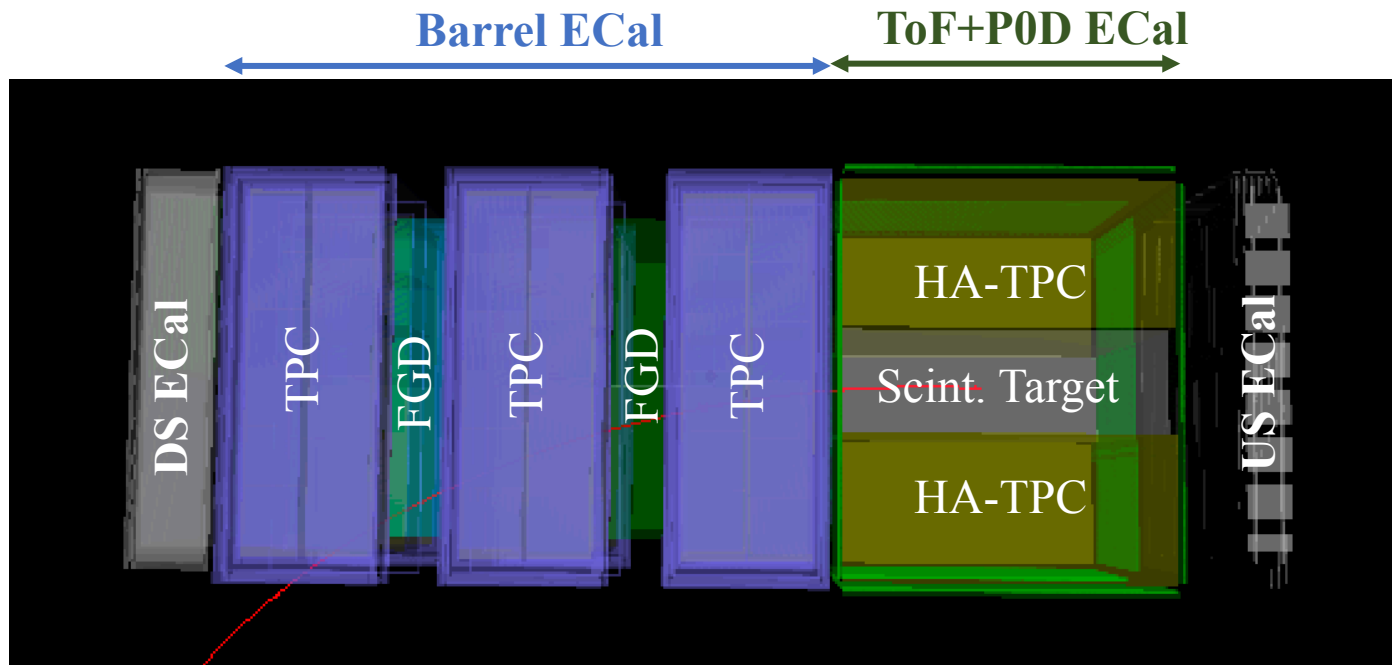 Barrel ECal
ToF+P0D ECal
DS ECal
TPC
FGD
TPC
FGD
TPC
HA-TPC
Scint. Target
HA-TPC
US ECal